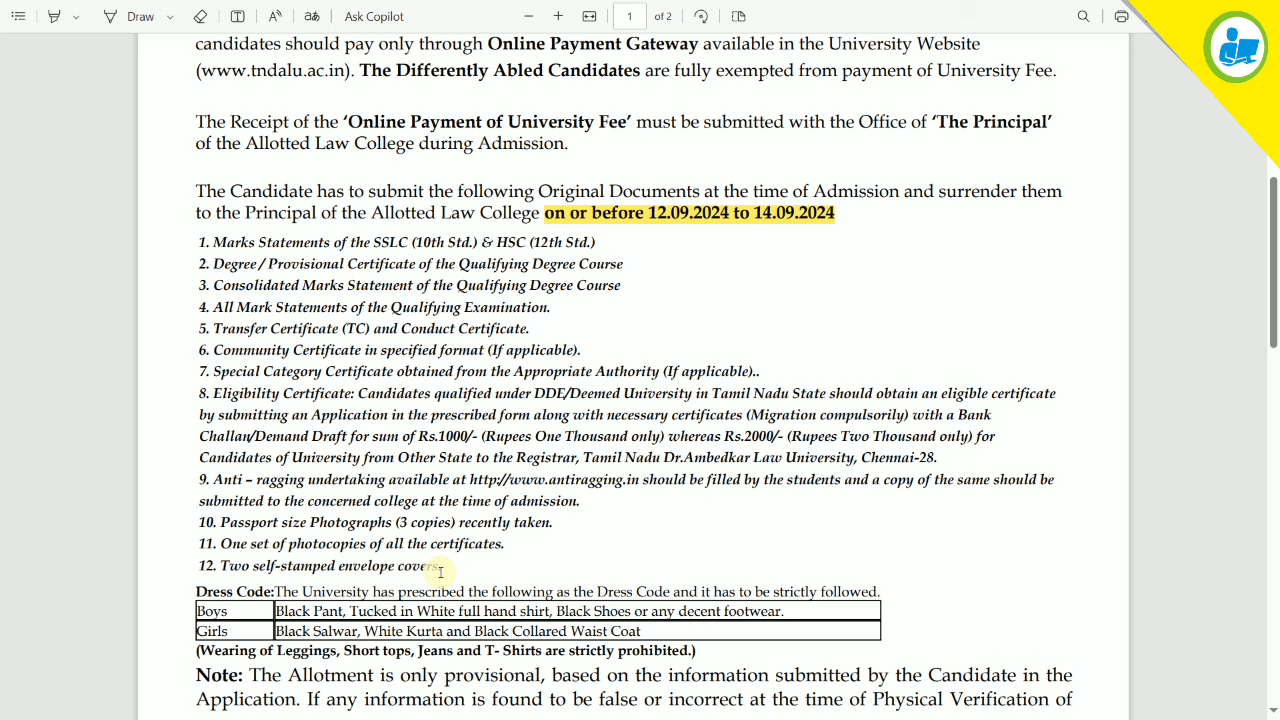 Draw
Ask Copilot
1 of 2
candidates should pay only through Online Payment Gateway available in the University Website
(www.tndalu.ac.in). The Differently Abled Candidates are fully exempted from payment of University Fee.
The Receipt of the ‘Online Payment of University Fee’ must be submitted with the Office of ‘The Principal’
of the Allotted Law College during Admission.
The Candidate has to submit the following Original Documents at the time of Admission and surrender them
to the Principal of the Allotted Law College on or before 12.09.2024 to 14.09.2024
1. Marks Statements of the SSLC (10th Std.) & HSC (12th Std.)
2. Degree / Provisional Certificate of the Qualifying Degree Course
3. Consolidated Marks Statement of the Qualifying Degree Course
4. All Mark Statements of the Qualifying Examination.
5. Transfer Certificate (TC) and Conduct Certificate.
6. Community Certificate in specified format (If applicable).
7. Special Category Certificate obtained from the Appropriate Authority (If applicable)..
8. Eligibility Certificate: Candidates qualified under DDE/Deemed University in Tamil Nadu State should obtain an eligible certificate
by submitting an Application in the prescribed form along with necessary certificates (Migration compulsorily) with a Bank
Challan/Demand Draft for sum of Rs.1000/- (Rupees One Thousand only) whereas Rs.2000/- (Rupees Two Thousand only) for
Candidates of University from Other State to the Registrar, Tamil Nadu Dr.Ambedkar Law University, Chennai-28.
9. Anti – ragging undertaking available at http://www.antiragging.in should be filled by the students and a copy of the same should be
submitted to the concerned college at the time of admission.
10. Passport size Photographs (3 copies) recently taken.
11. One set of photocopies of all the certificates.
12. Two self-stamped envelope covers.
Dress Code:The University has prescribed the following as the Dress Code and it has to be strictly followed.
Boys Black Pant, Tucked in White full hand shirt, Black Shoes or any decent footwear.
Girls Black Salwar, White Kurta and Black Collared Waist Coat
(Wearing of Leggings, Short tops, Jeans and T- Shirts are strictly prohibited.)
Note: The Allotment is only provisional, based on the information submitted by the Candidate in the
Application. If any information is found to be false or incorrect at the time of Physical Verification of